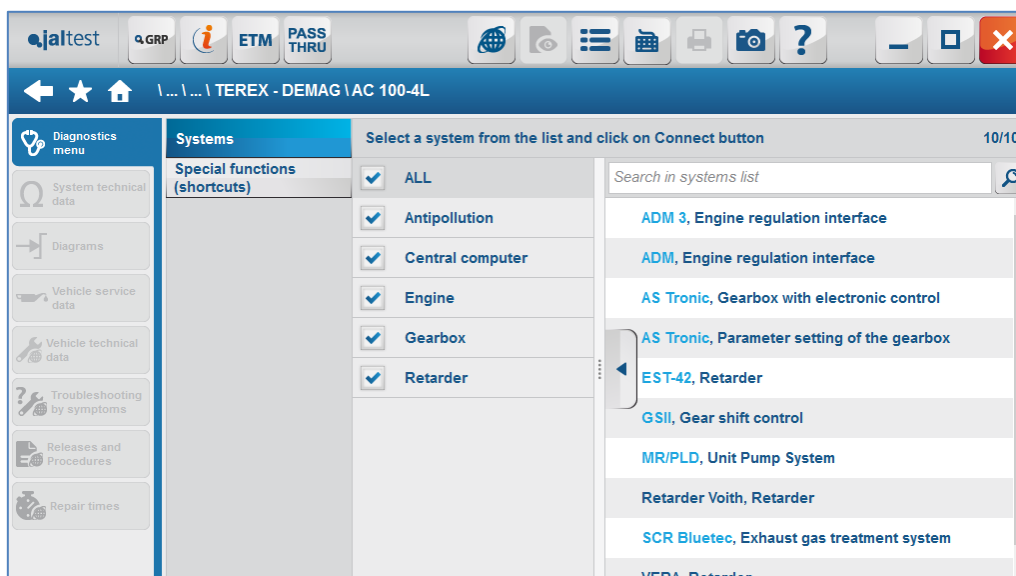 jaltest
GRP
i
ETM
PASS
THRU
?
\ ... \ ... \ TEREX - DEMAG \ AC 100-4L
Diagnostics
menu
System technical
data
Diagrams
Vehicle service
data
Vehicle technical
data
Troubleshooting
by symptoms
Releases and
Procedures
Repair times
Systems
Special functions
(shortcuts)
Select a system from the list and click on Connect button
10/10
ALL
Antipollution
Central computer
Engine
Gearbox
Retarder
Search in systems list
ADM 3, Engine regulation interface
ADM, Engine regulation interface
AS Tronic, Gearbox with electronic control
AS Tronic, Parameter setting of the gearbox
EST-42, Retarder
GSII, Gear shift control
MR/PLD, Unit Pump System
Retarder Voith, Retarder
SCR Bluetec, Exhaust gas treatment system